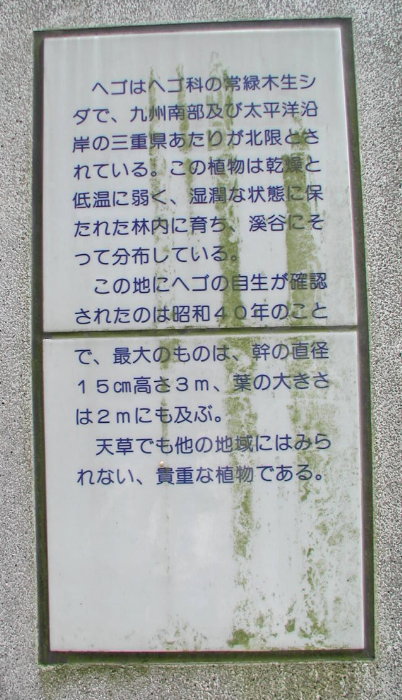 ヘゴはヘゴ科の常緑木生シ
ダで、九州南部及び太平洋沿
岸の三重県あたりが北限とさ
れている。この植物は乾燥と
低温に弱く、湿潤な状態に保
たれた林内に育ち、溪谷にそ
って分布している。
この地にヘゴの自生が確認
されたのは昭和４０年のこと
で、最大のものは、幹の直径
１５㎝高さ３ｍ、葉の大きさ
は２ｍにも及ぶ。
天草でも他の地域にはみら
れない、貴重な植物である。